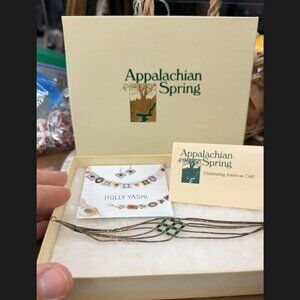 Appalachian
Spring
Appalachian
Spring
Celebrating American Craft
HOLLY YASHI